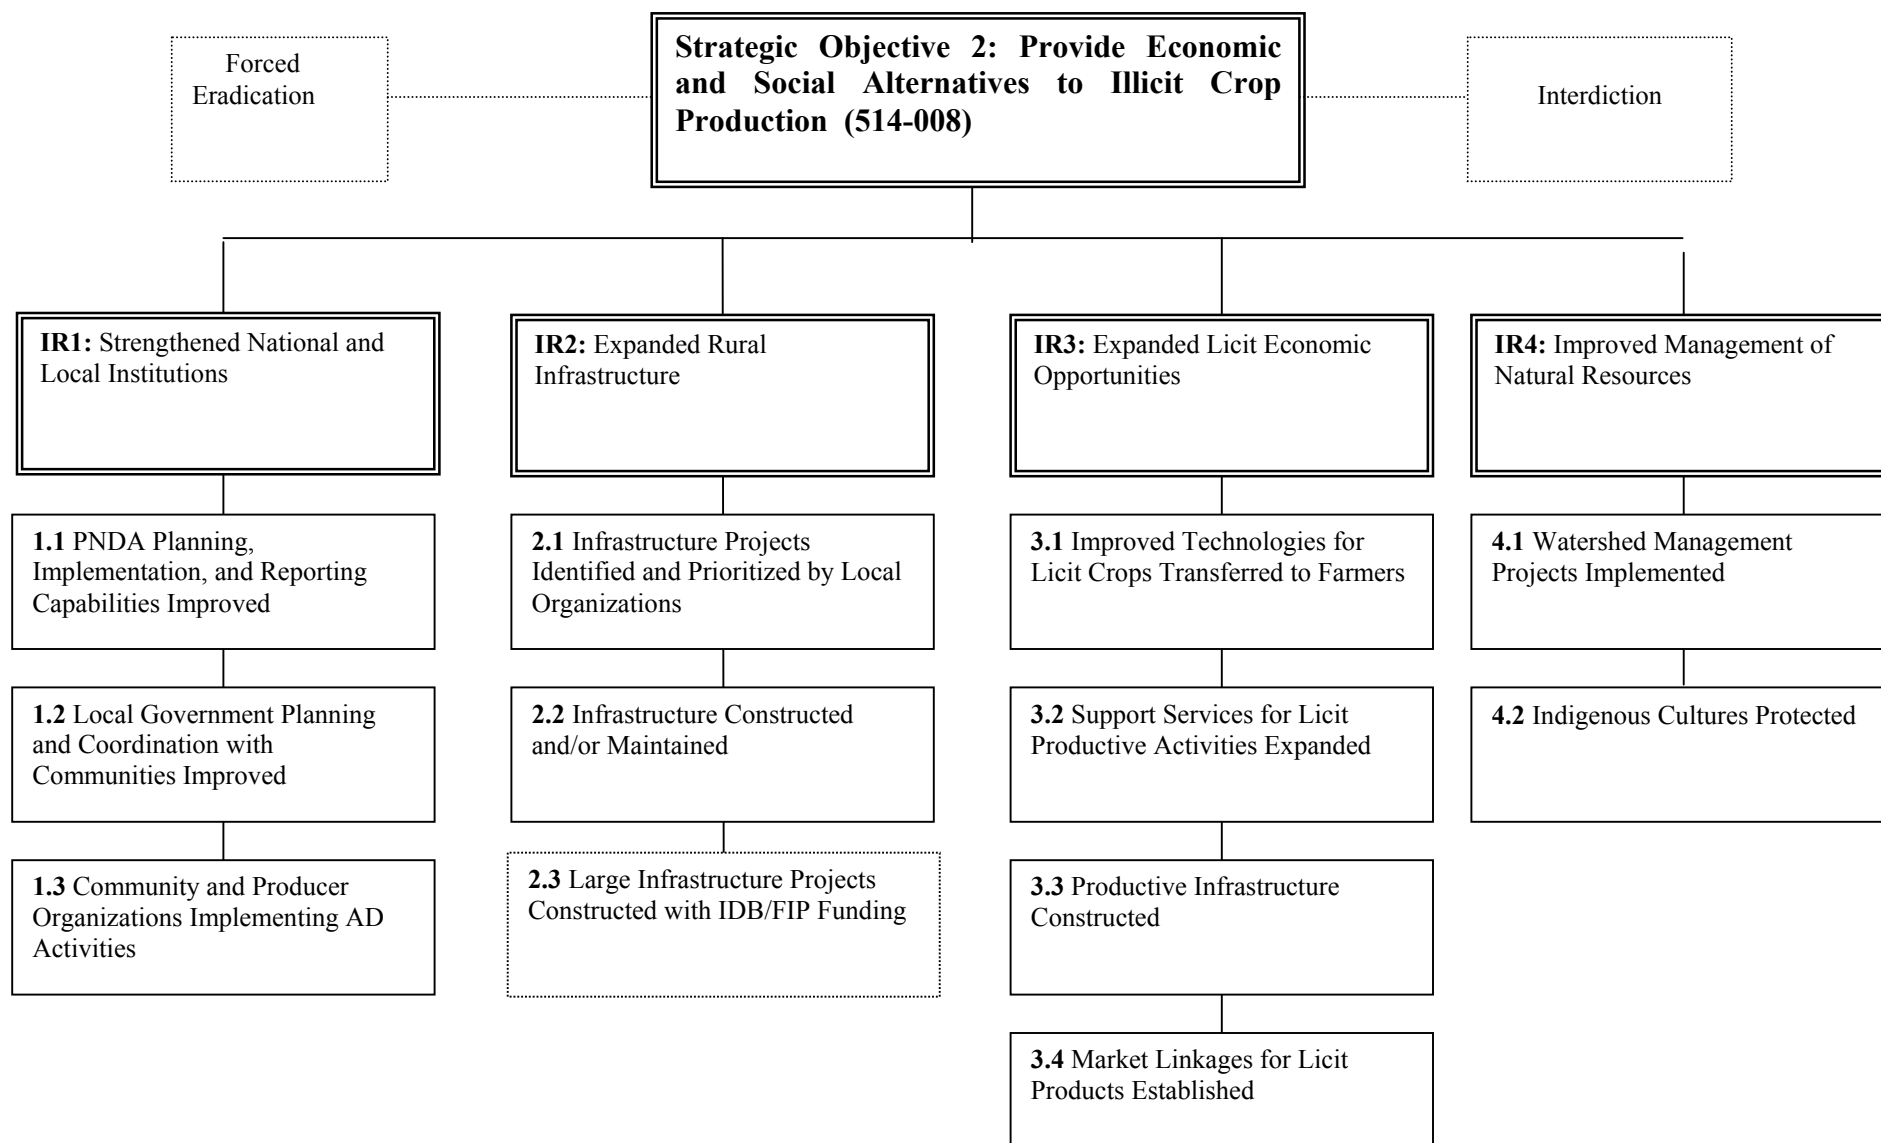 Forced
Eradication
Strategic Objective 2: Provide Economic
and Social Alternatives to Illicit Crop
Production (514-008)
Interdiction
IR1: Strengthened National and
Local Institutions
IR2: Expanded Rural
Infrastructure
IR3: Expanded Licit Economic
Opportunities
IR4: Improved Management of
Natural Resources
1.1 PNDA Planning,
Implementation, and Reporting
Capabilities Improved
2.1 Infrastructure Projects
Identified and Prioritized by Local
Organizations
3.1 Improved Technologies for
Licit Crops Transferred to Farmers
4.1 Watershed Management
Projects Implemented
1.2 Local Government Planning
and Coordination with
Communities Improved
2.2 Infrastructure Constructed
and/or Maintained
3.2 Support Services for Licit
Productive Activities Expanded
4.2 Indigenous Cultures Protected
1.3 Community and Producer
Organizations Implementing AD
Activities
2.3 Large Infrastructure Projects
Constructed with IDB/FIP Funding
3.3 Productive Infrastructure
Constructed
3.4 Market Linkages for Licit
Products Established